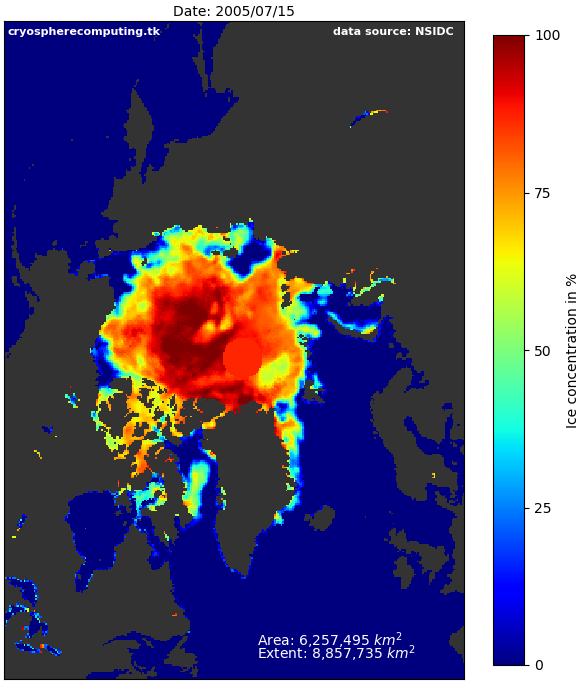 Date: 2005/07/15
cryospherecomputing.tk data source: NSIDC
100
75
50
25
0
Ice concentration in %
Area: 6,257,495 km²
Extent: 8,857,735 km²